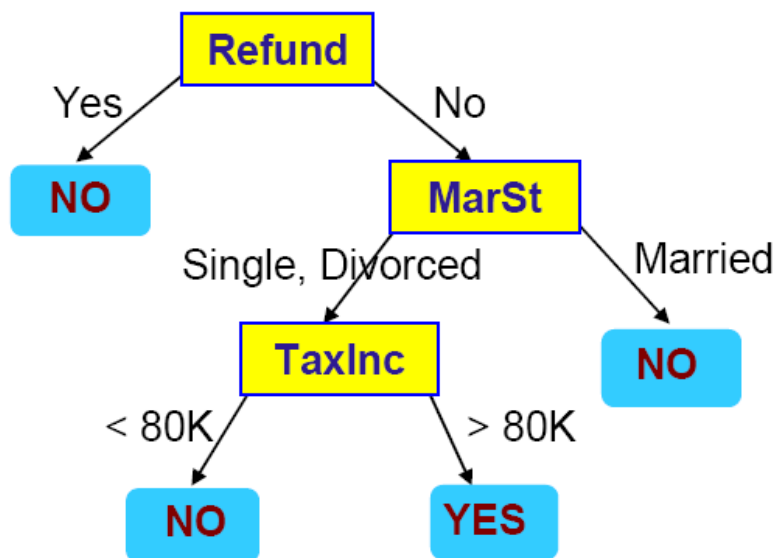 Refund
Yes
No
NO
MarSt
Single, Divorced
Married
TaxInc
NO
< 80K
> 80K
NO
YES